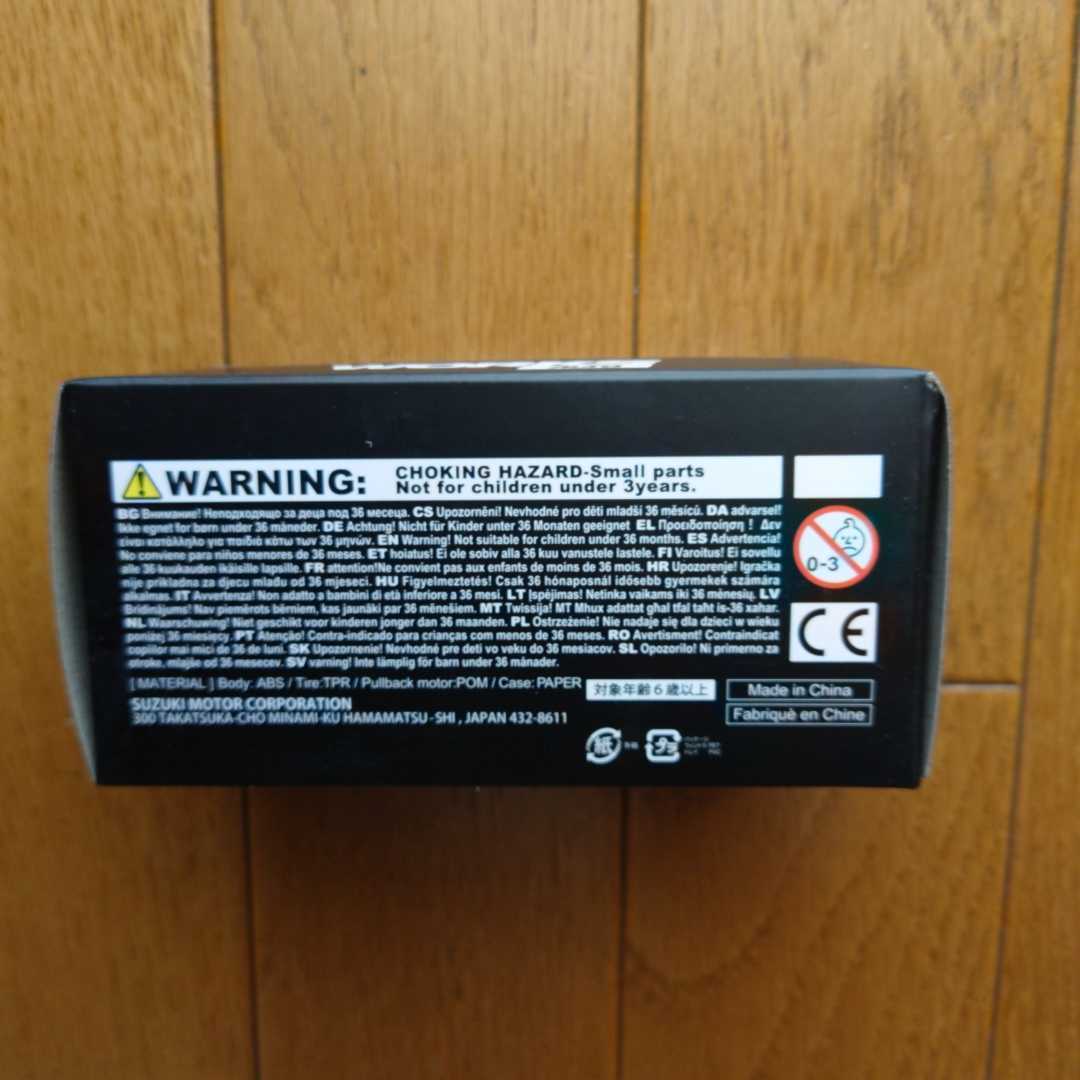 WARNING: CHOKING HAZARD-Small parts
Not for children under 3years.
BG Внимание! Неподходящо за деца под 36 месеца. CS Upozornění! Nevhodné pro děti mladší 36 měsíců. DA advarsel!
Ikke egnet for børn under 36 måneder. DE Achtung! Nicht für Kinder unter 36 Monaten geeignet EL Προειδοποίηση ! Δεν
είναι κατάλληλο για παιδιά κάτω των 36 μηνών. EN Warning! Not suitable for children under 36 months. ES Advertencia!
No conviene para niños menores de 36 meses. ET hoiatus! Ei ole sobiv alla 36 kuu vanustele lastele. FI Varoitus! Ei sovellu
alle 36 kuukauden ikäisille lapsille. FR attention!Ne convient pas aux enfants de moins de 36 mois. HR Upozorenje! Igračka
nije prikladna za djecu mlađu od 36 mjeseci. HU Figyelmeztetés! Csak 36 hónaposnál idősebb gyermekek számára
alkalmas. IT Avvertenza! Non adatto a bambini di età inferiore a 36 mesi. LT Įspėjimas! Netinka vaikams iki 36 mėnesių. LV
Brīdinājums! Nav piemērots bērniem, kas jaunāki par 36 mēnešiem. MT Twissija! MT Mhux adattat ghal tfal taht is-36 xahar.
NL Waarschuwing! Niet geschikt voor kinderen jonger dan 36 maanden. PL Ostrzeżenie! Nie nadaje się dla dzieci w wieku
poniżej 36 miesięcy. PT Atenção! Contra-indicado para crianças com menos de 36 meses. RO Avertisment! Contraindicat
copiilor mai mici de 36 de luni. SK Upozornenie! Nevhodné pre deti vo veku do 36 mesiacov. SL Opozorilo! Ni primerno za
otroke, mlajše od 36 mesecev. SV varning! Inte lämplig för barn under 36 månader.
0-3
CE
[ MATERIAL ] Body: ABS / Tire:TPR / Pullback motor:POM / Case: PAPER
対象年齢6歳以上
Made in China
Fabriquè en Chine
SUZUKI MOTOR CORPORATION
300 TAKATSUKA-CHO MINAMI-KU HAMAMATSU-SHI , JAPAN 432-8611
紙 外箱
プラ